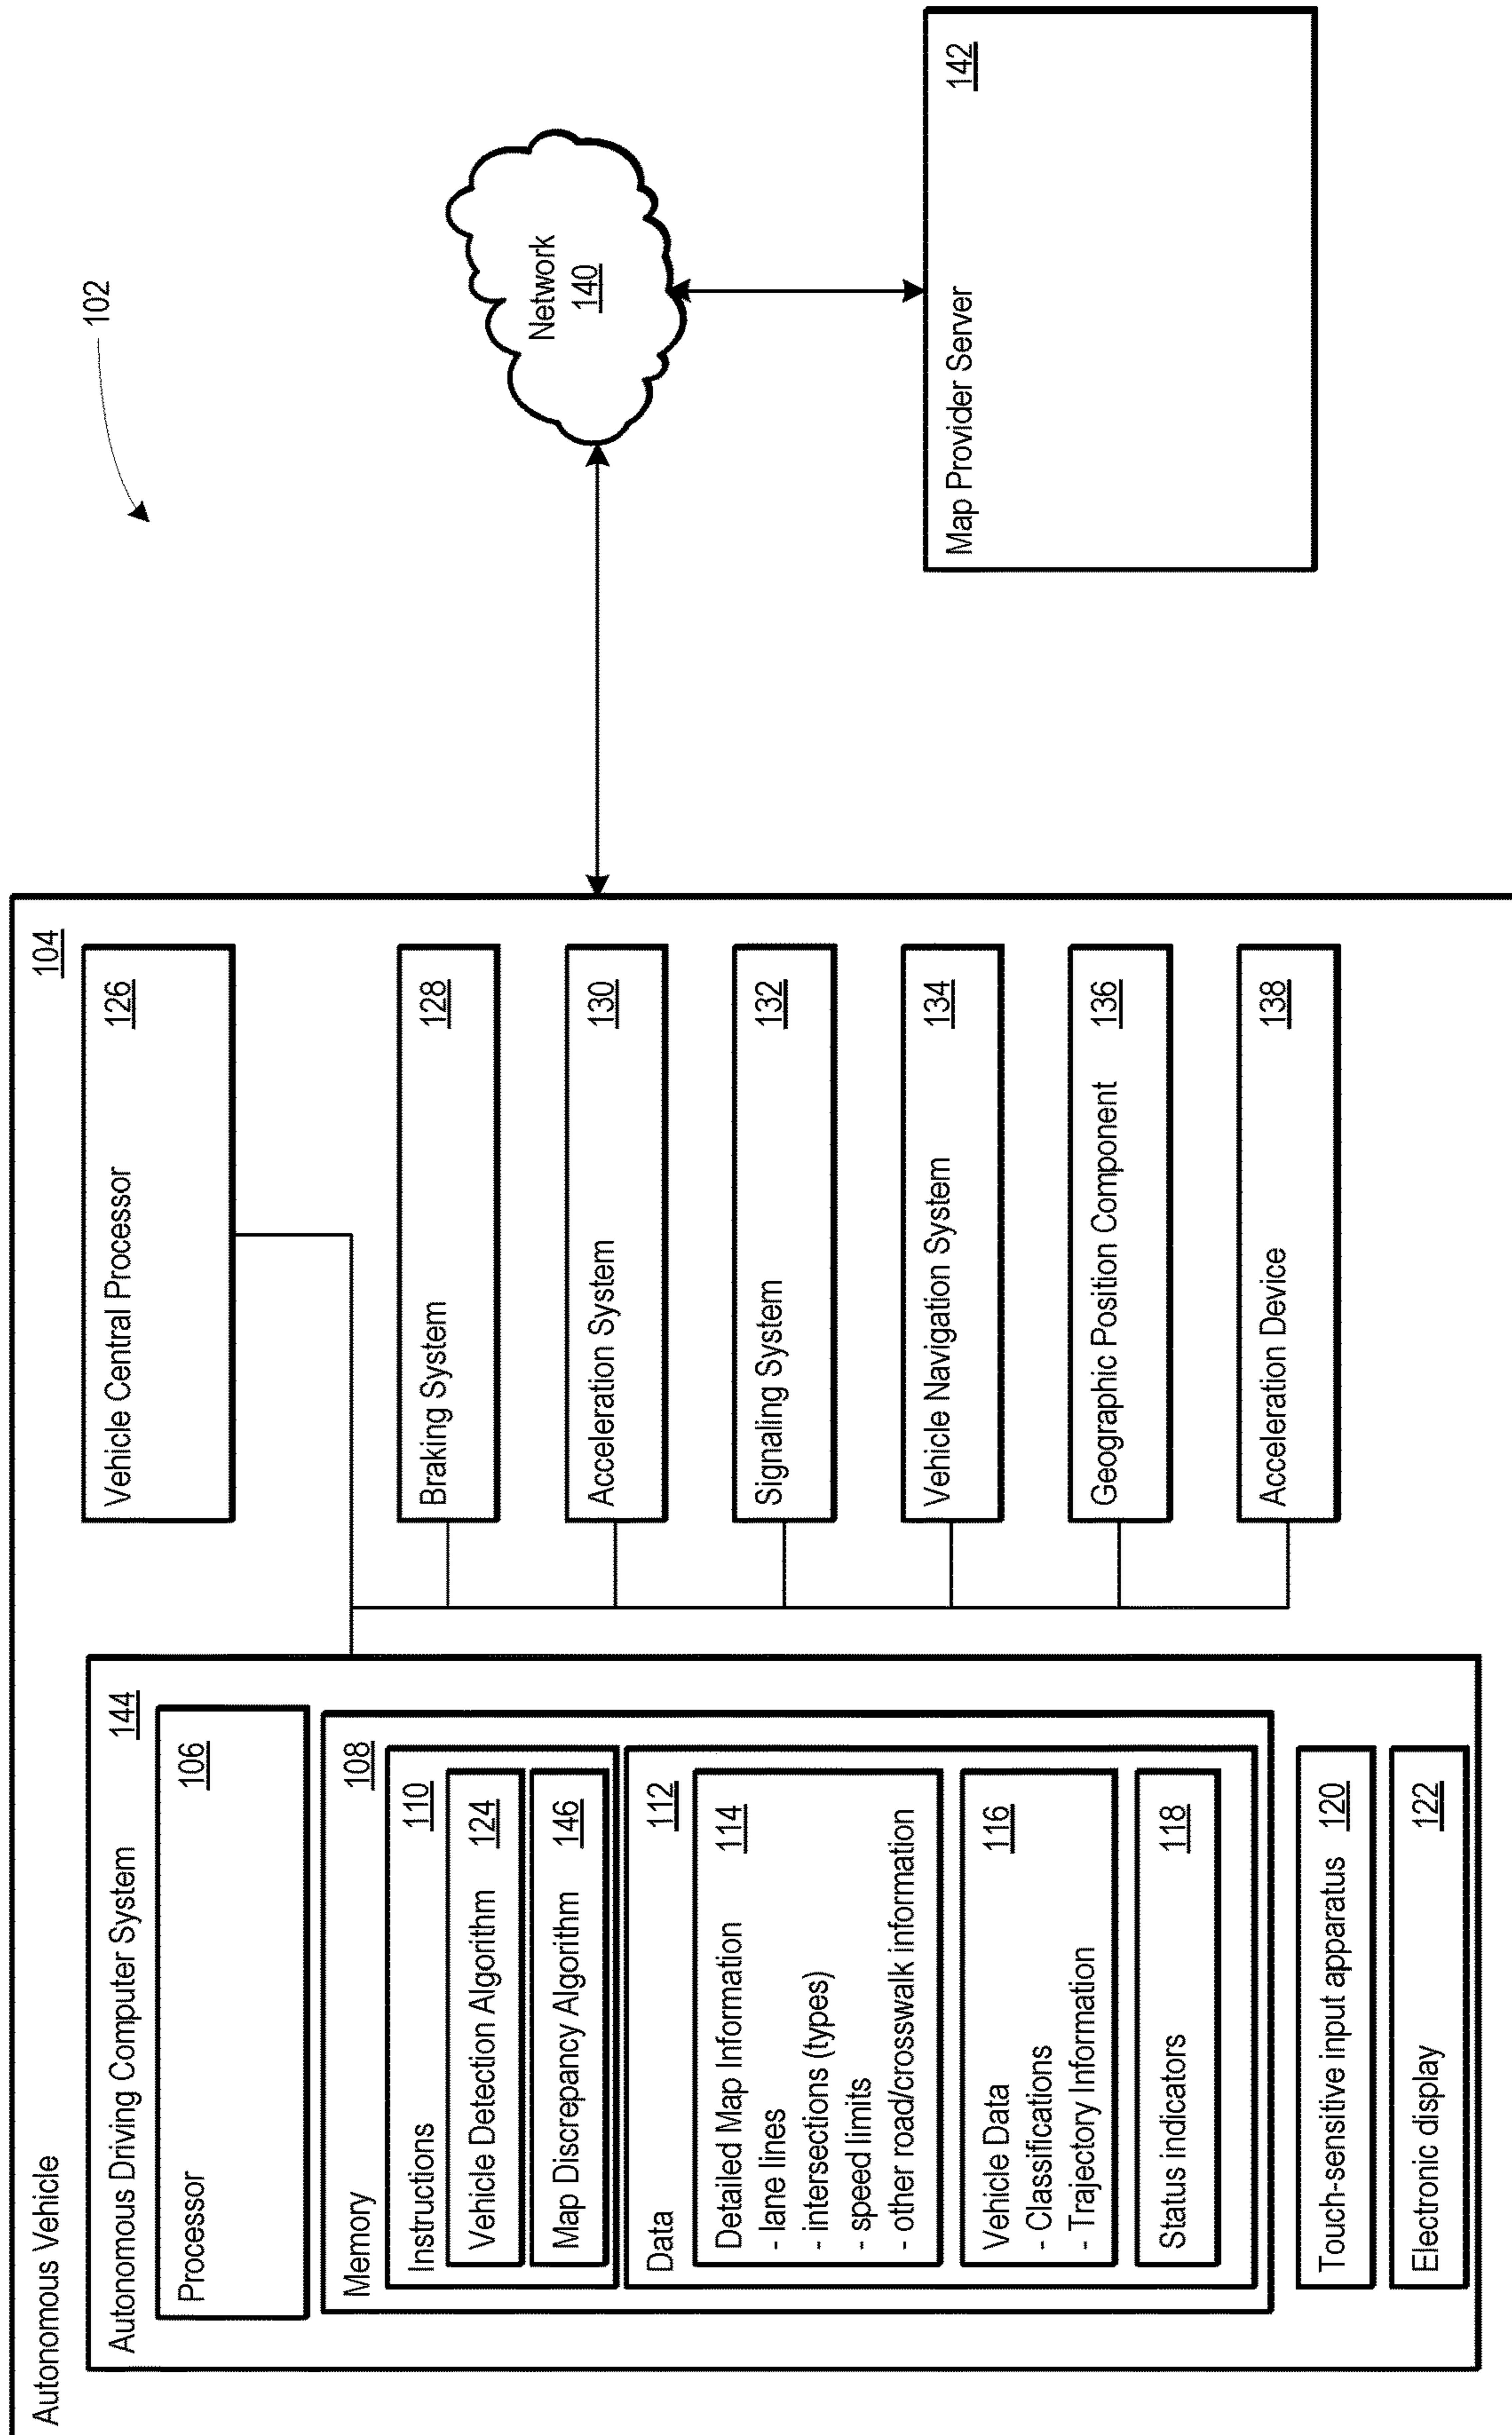 102
Autonomous Vehicle
104
Autonomous Driving Computer System
144
Processor
106
Memory
108
Instructions
110
Vehicle Detection Algorithm
124
Map Discrepancy Algorithm
146
Data
112
Detailed Map Information
114
- lane lines
- intersections (types)
- speed limits
- other road/crosswalk information
Vehicle Data
116
- Classifications
- Trajectory Information
Status indicators
118
Touch-sensitive input apparatus
120
Electronic display
122
Vehicle Central Processor
126
Braking System
128
Acceleration System
130
Signaling System
132
Vehicle Navigation System
134
Geographic Position Component
136
Acceleration Device
138
Network
140
Map Provider Server
142